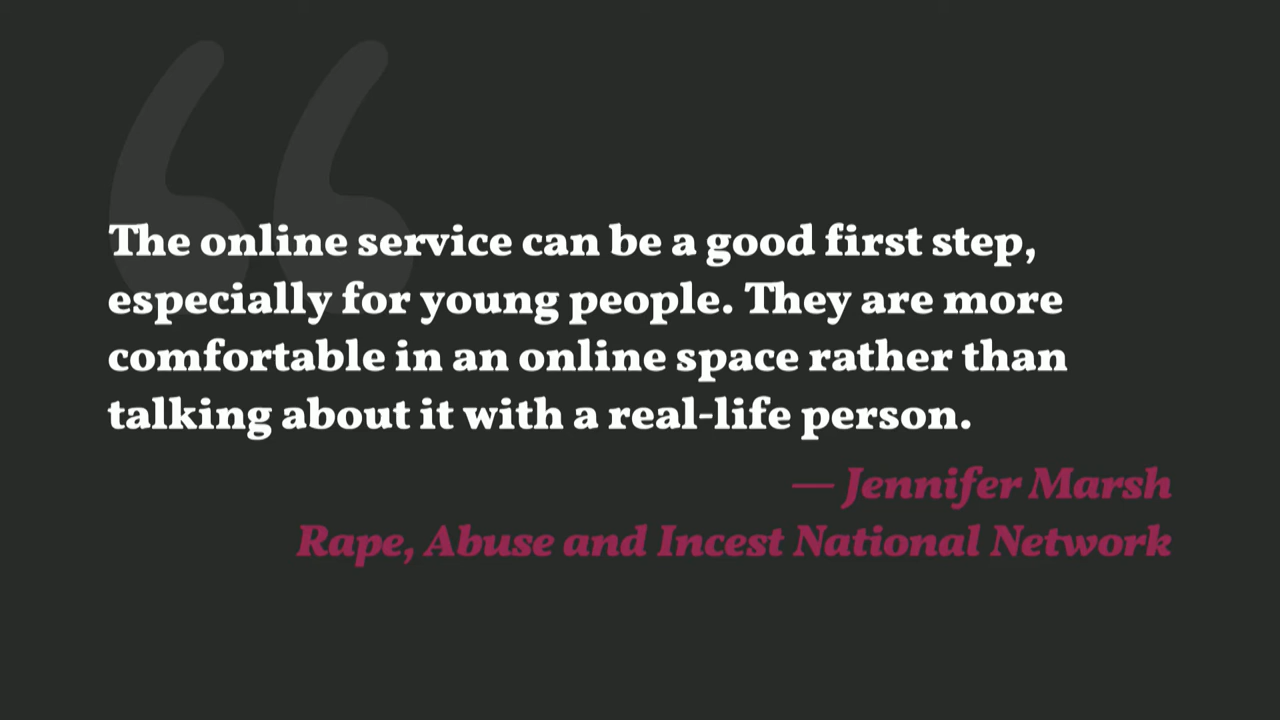 The online service can be a good first step,
especially for young people. They are more
comfortable in an online space rather than
talking about it with a real-life person.
— Jennifer Marsh
Rape, Abuse and Incest National Network